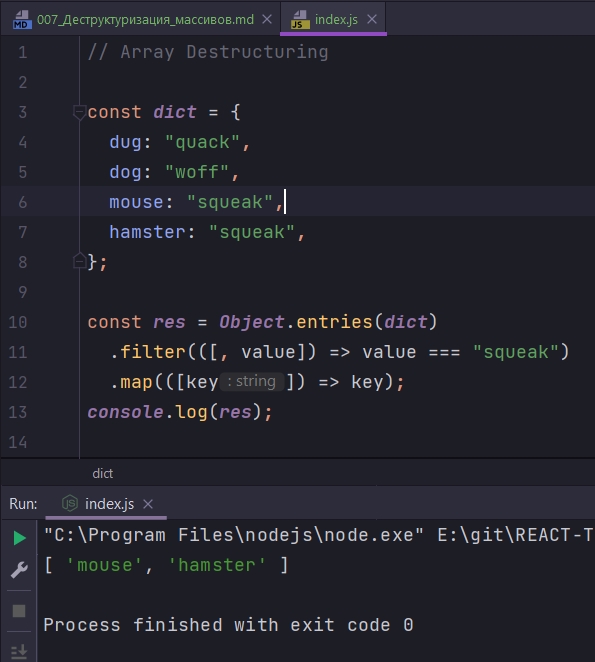 MD 007_Деструктуризация_массивов.md × JS index.js ×
1 // Array Destructuring
2
3 const dict = {
4 dug: "quack",
5 dog: "woff",
6 mouse: "squeak",
7 hamster: "squeak",
8 };
9
10 const res = Object.entries(dict)
11 .filter(([, value]) => value === "squeak")
12 .map(([key : string ]) => key);
13 console.log(res);
14
dict
Run: index.js ×
"C:\Program Files\nodejs\node.exe" E:\git\REACT-T
[ 'mouse', 'hamster' ]
Process finished with exit code 0